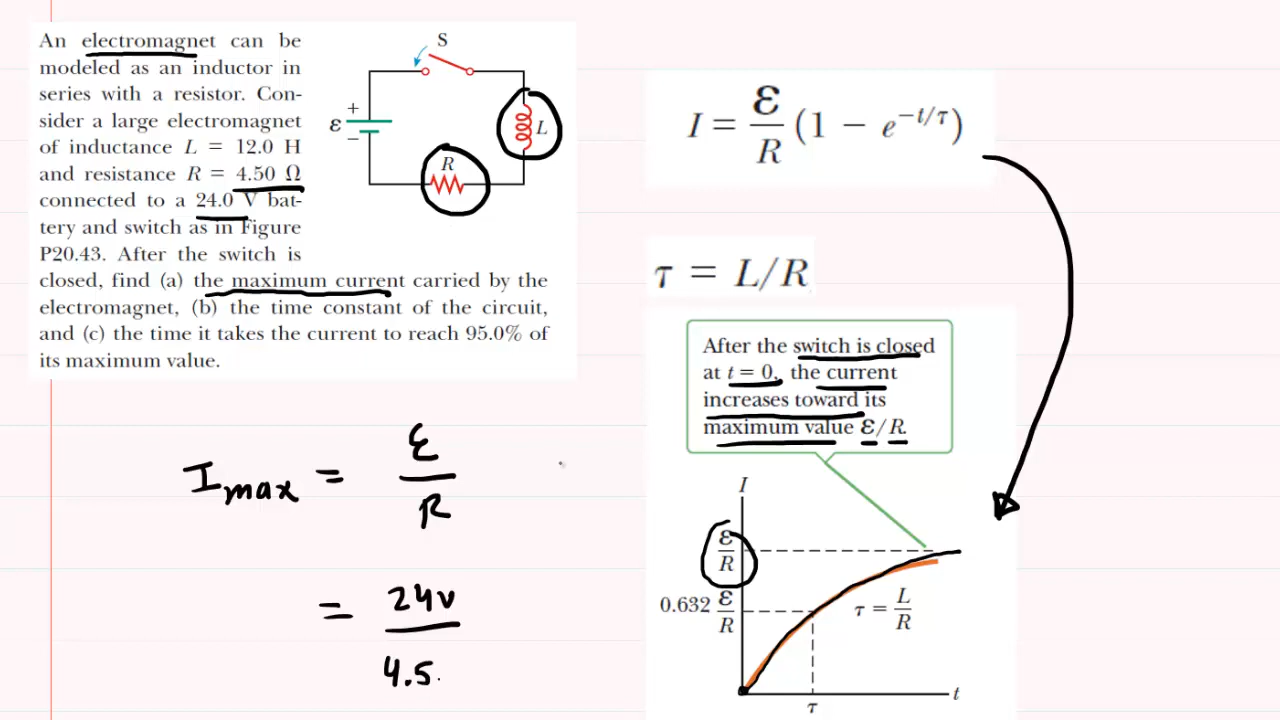 An electromagnet can be
modeled as an inductor in
series with a resistor. Con-
sider a large electromagnet
of inductance L = 12.0 H
and resistance R = 4.50 Ω
connected to a 24.0 V bat-
tery and switch as in Figure
P20.43. After the switch is
closed, find (a) the maximum current carried by the
electromagnet, (b) the time constant of the circuit,
and (c) the time it takes the current to reach 95.0% of
its maximum value.
S
+
ε
−
L
R
I = ε/R (1 − e^{−t/τ})
τ = L/R
After the switch is closed
at t = 0, the current
increases toward its
maximum value ε/R.
I
ε/R
0.632 ε/R
τ = L/R
t
τ
Imax = ε/R
= 24v/4.5